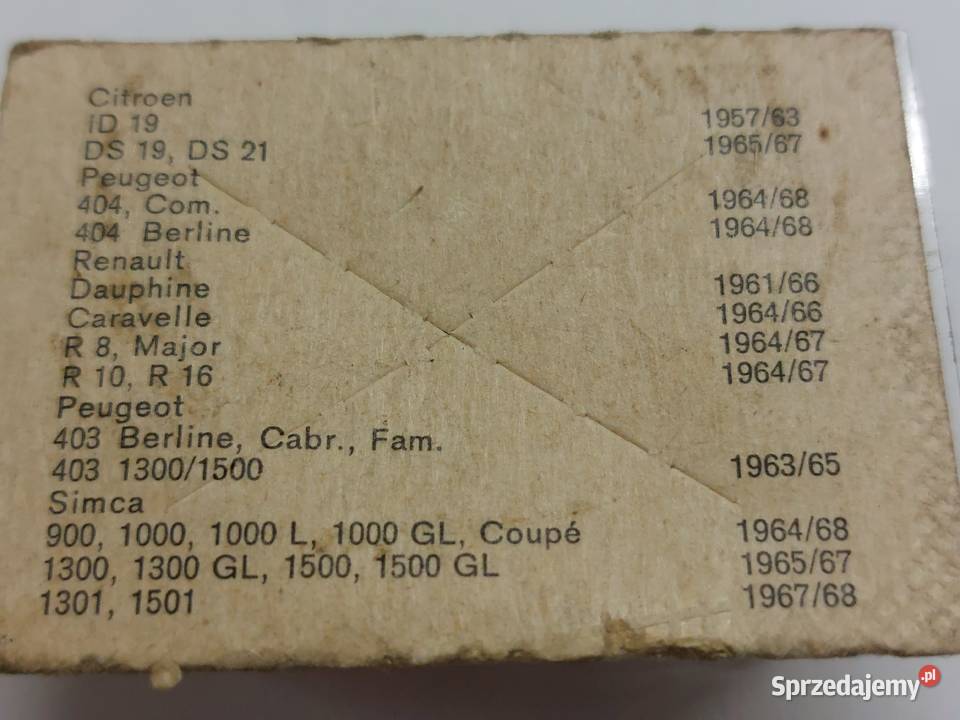 Citroen
ID 19 1957/63
DS 19, DS 21 1965/67
Peugeot
404, Com. 1964/68
404 Berline 1964/68
Renault
Dauphine 1961/66
Caravelle 1964/66
R 8, Major 1964/67
R 10, R 16 1964/67
Peugeot
403 Berline, Cabr., Fam.
403 1300/1500 1963/65
Simca
900, 1000, 1000 L, 1000 GL, Coupé 1964/68
1300, 1300 GL, 1500, 1500 GL 1965/67
1301, 1501 1967/68
Sprzedajemy.pl